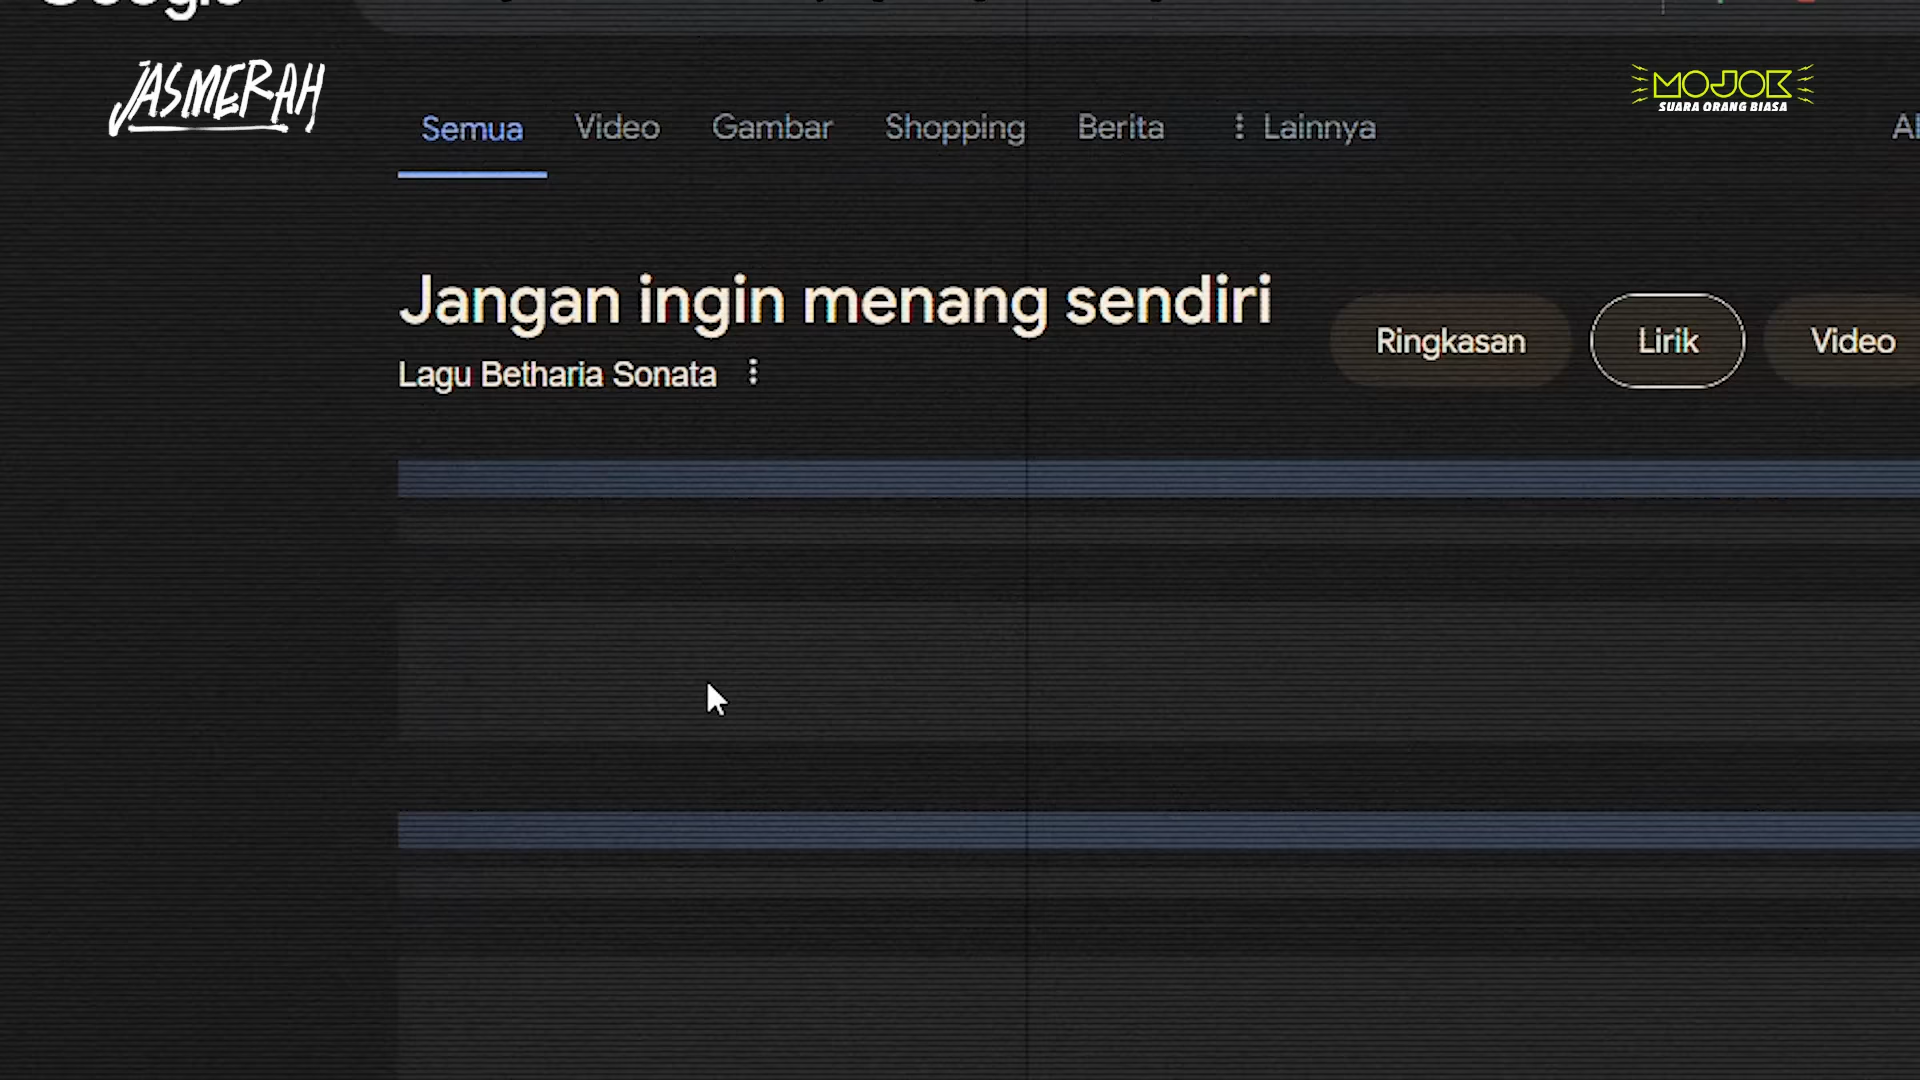 Google
JASMERAH
MOJOK
SUARA ORANG BIASA
Semua Video Gambar Shopping Berita Lainnya
Jangan ingin menang sendiri
Lagu Betharia Sonata
Ringkasan Lirik Video